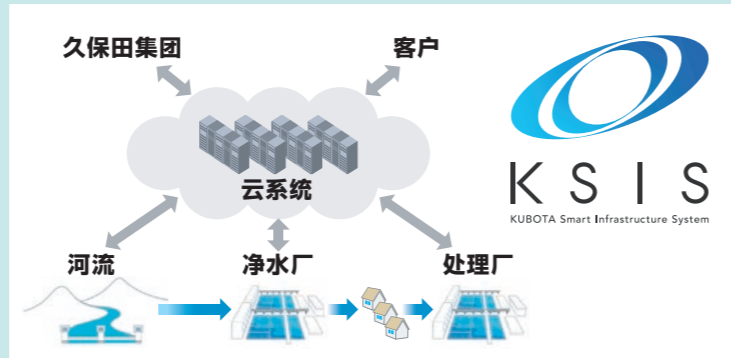 久保田集团
客户
云系统
KSIS
KUBOTA Smart Infrastructure System
河流
净水厂
处理厂